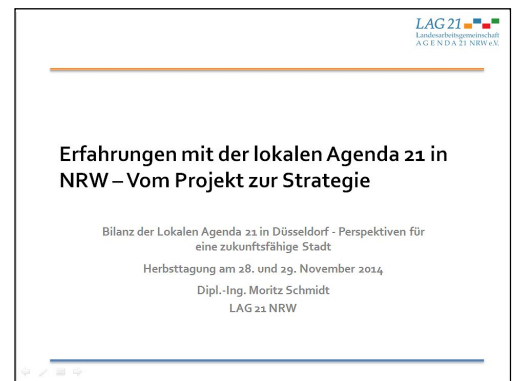 LAG 21
Landesarbeitsgemeinschaft
AGENDA 21 NRW e.V.
Erfahrungen mit der lokalen Agenda 21 in
NRW – Vom Projekt zur Strategie
Bilanz der Lokalen Agenda 21 in Düsseldorf - Perspektiven für
eine zukunftsfähige Stadt
Herbsttagung am 28. und 29. November 2014
Dipl.-Ing. Moritz Schmidt
LAG 21 NRW